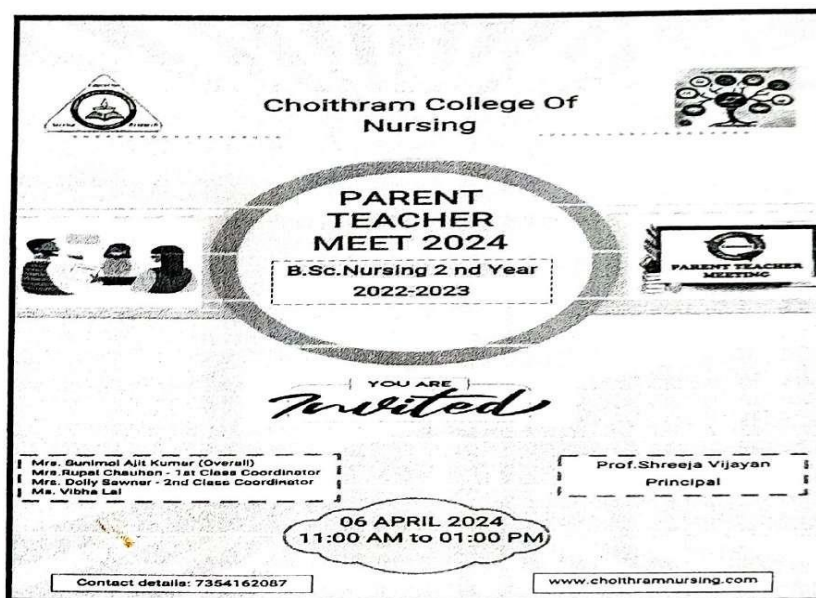 Choithram College Of
Nursing
PARENT
TEACHER
MEET 2024
B.Sc.Nursing 2 nd Year
2022-2023
PARENT TEACHER
MEETING
YOU ARE
Invited
Mrs. Sunimol Ajit Kumar (Overall)
Mrs.Rupal Chauhan - 1st Class Coordinator
Mrs. Dolly Sawner - 2nd Class Coordinator
Ms. Vibha Lal
Prof.Shreeja Vijayan
Principal
06 APRIL 2024
11:00 AM to 01:00 PM
Contact details: 7354162087
www.choithramnursing.com